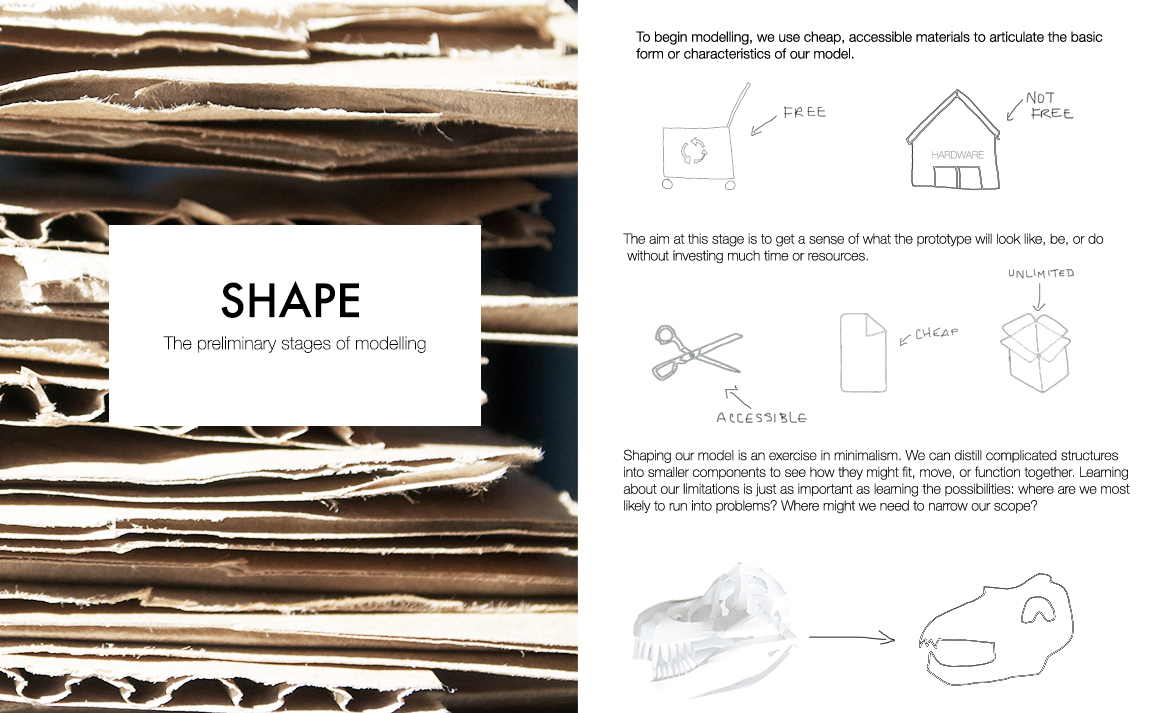 SHAPE
The preliminary stages of modelling
To begin modelling, we use cheap, accessible materials to articulate the basic
form or characteristics of our model.
FREE
NOT
FREE
HARDWARE
The aim at this stage is to get a sense of what the prototype will look like, be, or do
without investing much time or resources.
UNLIMITED
CHEAP
ACCESSIBLE
Shaping our model is an exercise in minimalism. We can distill complicated structures
into smaller components to see how they might fit, move, or function together. Learning
about our limitations is just as important as learning the possibilities: where are we most
likely to run into problems? Where might we need to narrow our scope?